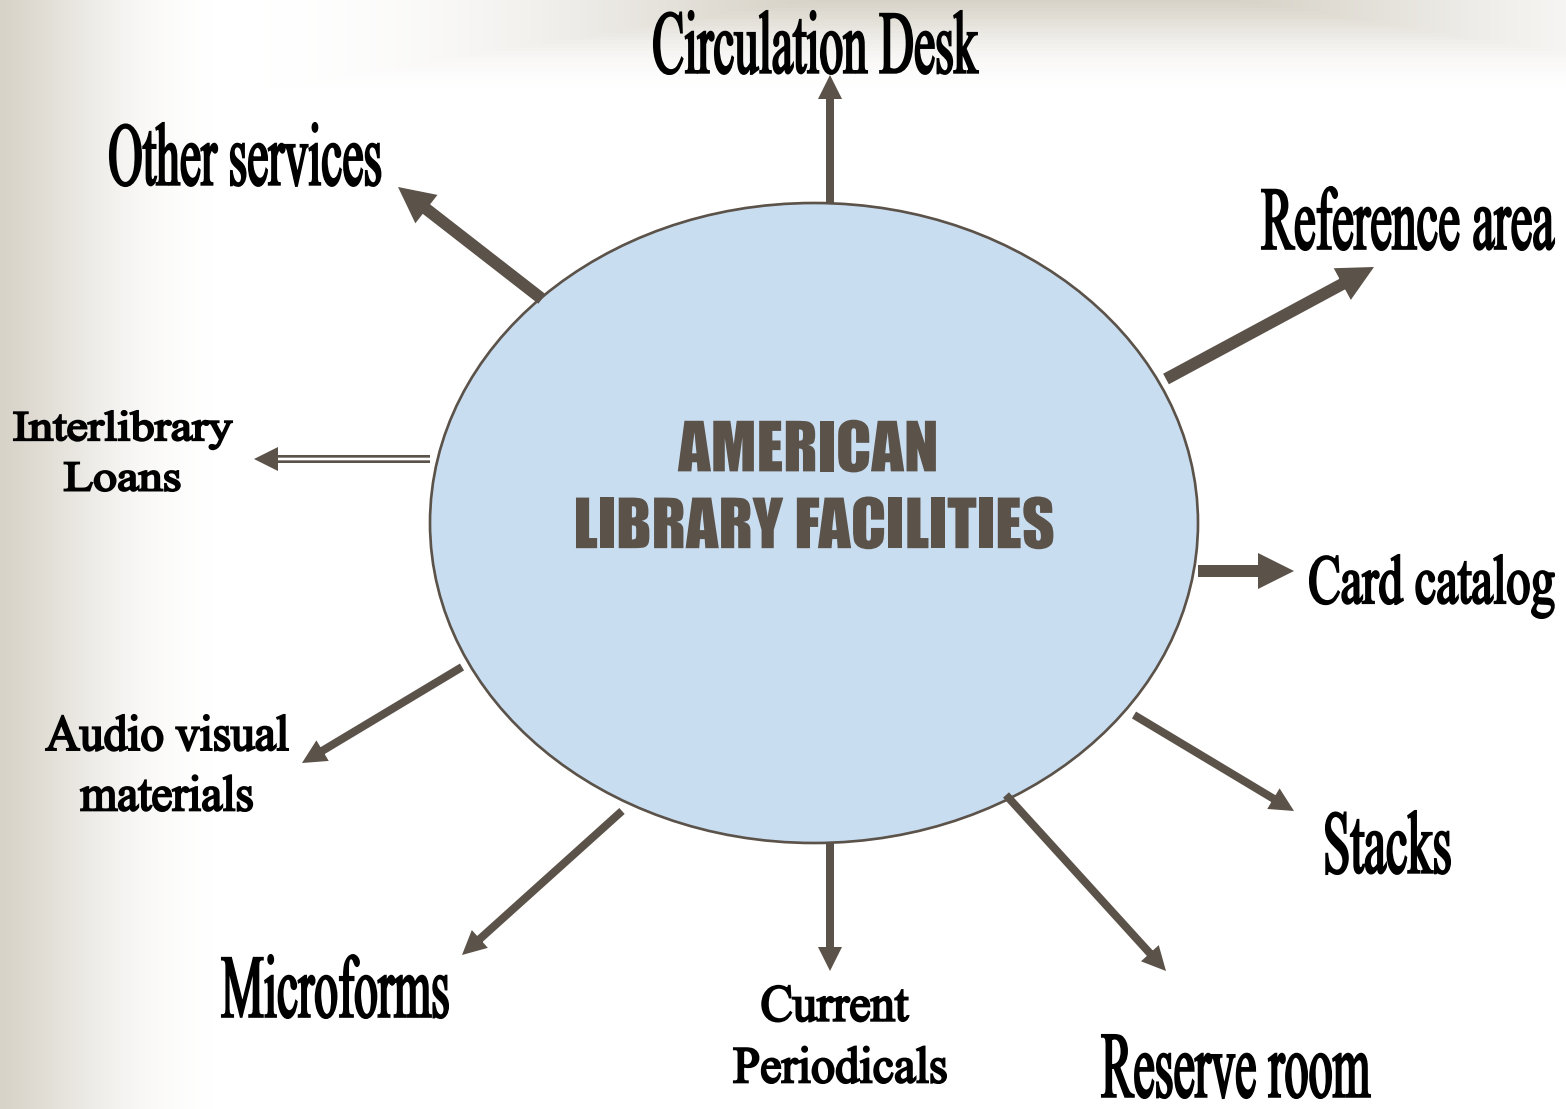 Circulation Desk
Other services
Reference area
Interlibrary
Loans
AMERICAN
LIBRARY FACILITIES
Card catalog
Audio visual
materials
Stacks
Microforms
Current
Periodicals
Reserve room